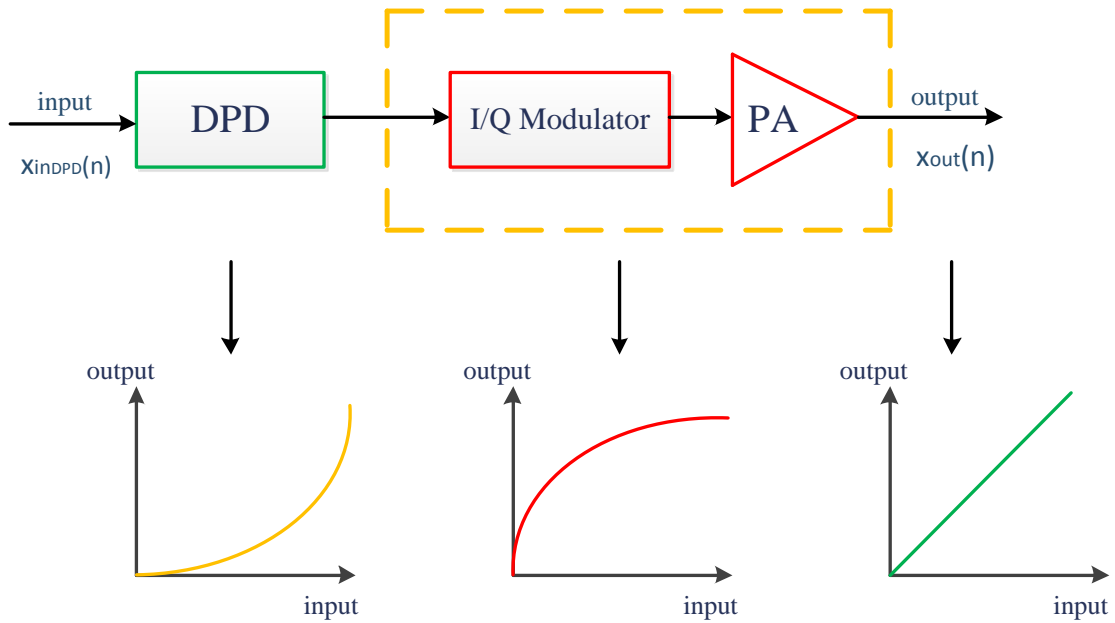 input
DPD
I/Q Modulator
PA
output
xinDPD(n)
xout(n)
output
output
output
input
input
input